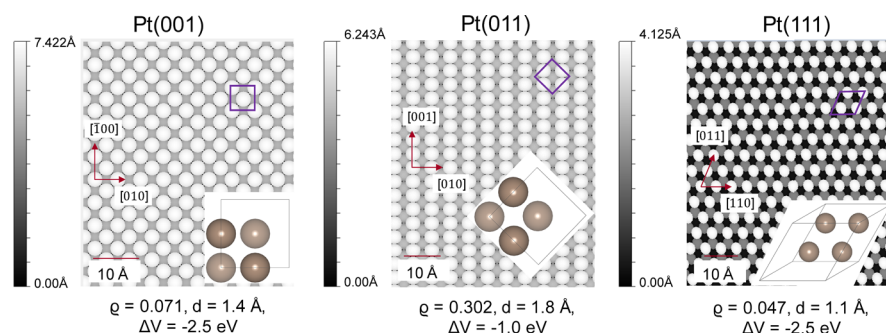 Pt(001)
Pt(011)
Pt(111)
7.422Å
6.243Å
4.125Å
[1̄00]
[010]
10 Å
0.00Å
[001]
[010]
10 Å
0.00Å
[011]
[110]
10 Å
0.00Å
ϱ = 0.071, d = 1.4 Å,
ΔV = -2.5 eV
ϱ = 0.302, d = 1.8 Å,
ΔV = -1.0 eV
ϱ = 0.047, d = 1.1 Å,
ΔV = -2.5 eV